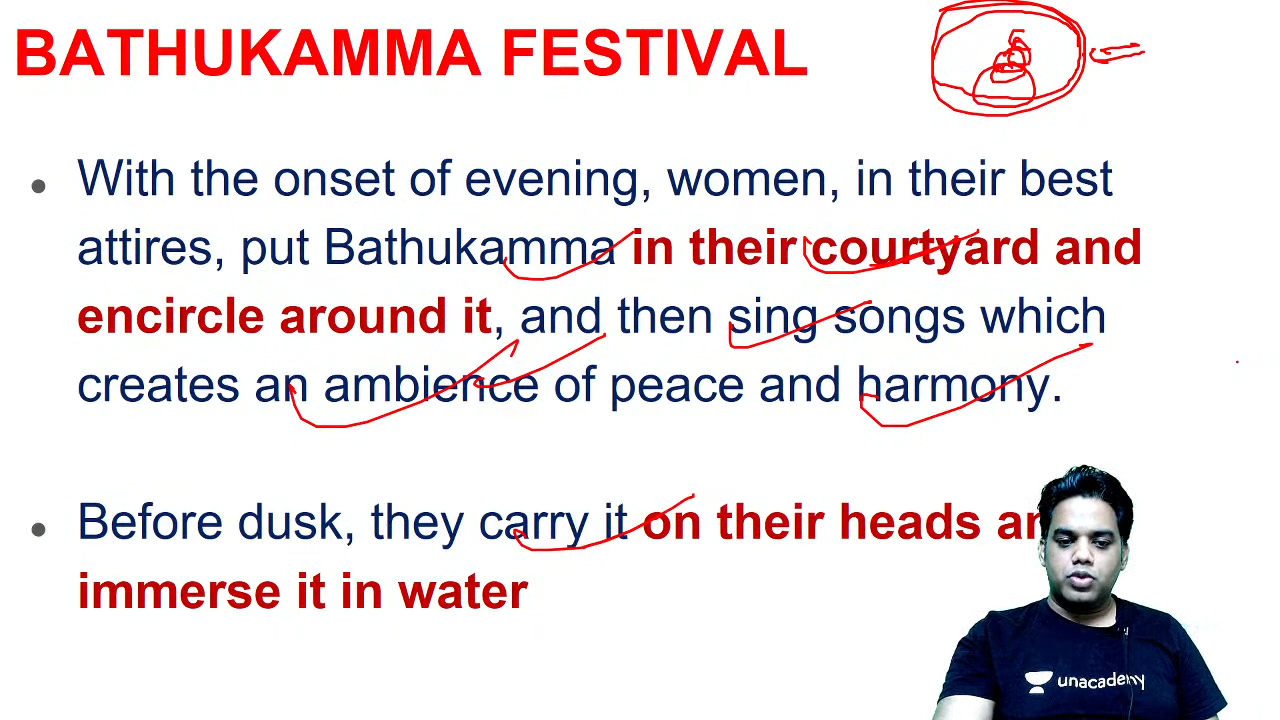 BATHUKAMMA FESTIVAL
With the onset of evening, women, in their best
attires, put Bathukamma in their courtyard and
encircle around it, and then sing songs which
creates an ambience of peace and harmony.
Before dusk, they carry it on their heads
immerse it in water
unacademy